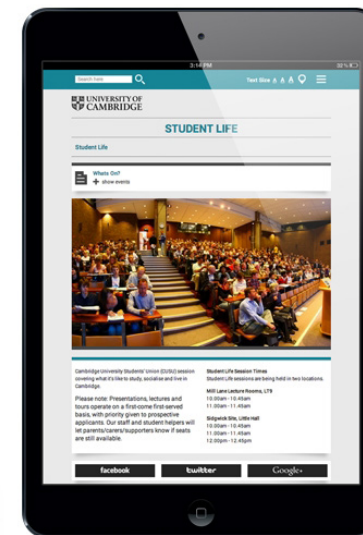 3:14 PM
32%
Search here
Text Size A A A
UNIVERSITY OF
CAMBRIDGE
STUDENT LIFE
Student Life
Whats On?
show events
Cambridge University Students' Union (CUSU) session
covering what it's like to study, socialise and live in
Cambridge.
Please note: Presentations, lectures and
tours operate on a first-come first-served
basis, with priority given to prospective
applicants. Our staff and student helpers will
let parents/carers/supporters know if seats
are still available.
Student Life Session Times
Student Life sessions are being held in two locations.
Mill Lane Lecture Rooms, LT9
10.00am - 10.45am
11.00am - 11.45am
Sidgwick Site, Little Hall
10.00am - 10.45am
11.00am - 11.45am
12.00pm - 12.45pm
facebook
twitter
Google+